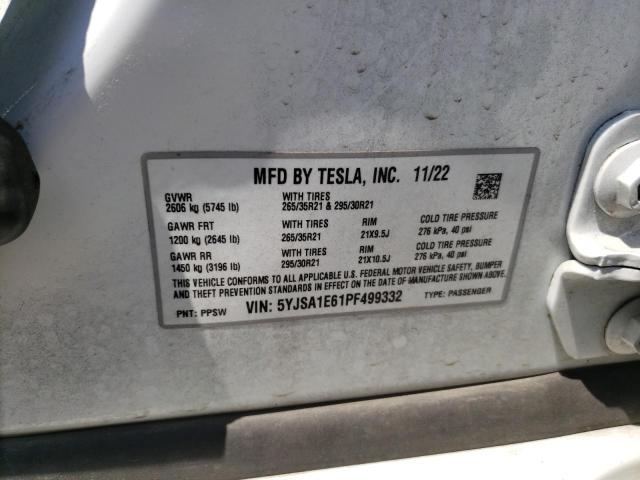 MFD BY TESLA, INC. 11/22
GVWR WITH TIRES
2606 kg (5745 lb) 265/35R21 & 295/30R21
GAWR FRT WITH TIRES RIM COLD TIRE PRESSURE
1200 kg (2645 lb) 265/35R21 21X9.5J 276 kPa, 40 psi
GAWR RR WITH TIRES RIM COLD TIRE PRESSURE
1450 kg (3196 lb) 295/30R21 21X10.5J 276 kPa, 40 psi
THIS VEHICLE CONFORMS TO ALL APPLICABLE U.S. FEDERAL MOTOR VEHICLE SAFETY, BUMPER
AND THEFT PREVENTION STANDARDS IN EFFECT ON THE DATE OF MANUFACTURE SHOWN ABOVE.
PNT: PPSW VIN: 5YJSA1E61PF499332 TYPE: PASSENGER